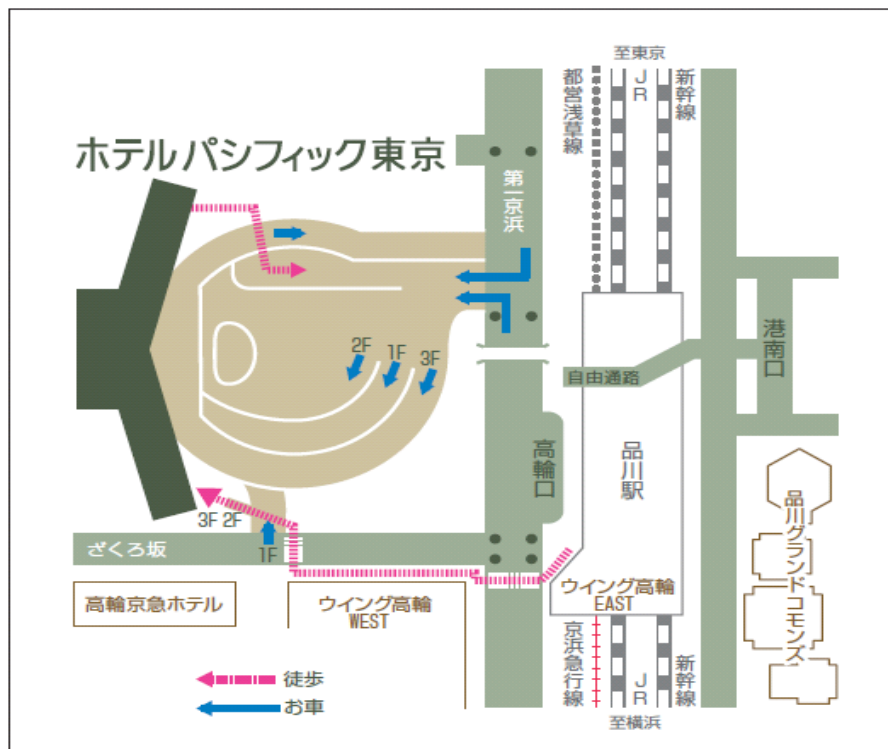 至東京
都営浅草線
JR
新幹線
ホテルパシフィック東京
第一京浜
港南口
2F
1F
3F
自由通路
高輪口
品川駅
品川グランドコモンズ
3F 2F
1F
ざくろ坂
高輪京急ホテル
ウイング高輪
WEST
ウイング高輪
EAST
京浜急行線
JR
新幹線
至横浜
徒歩
お車